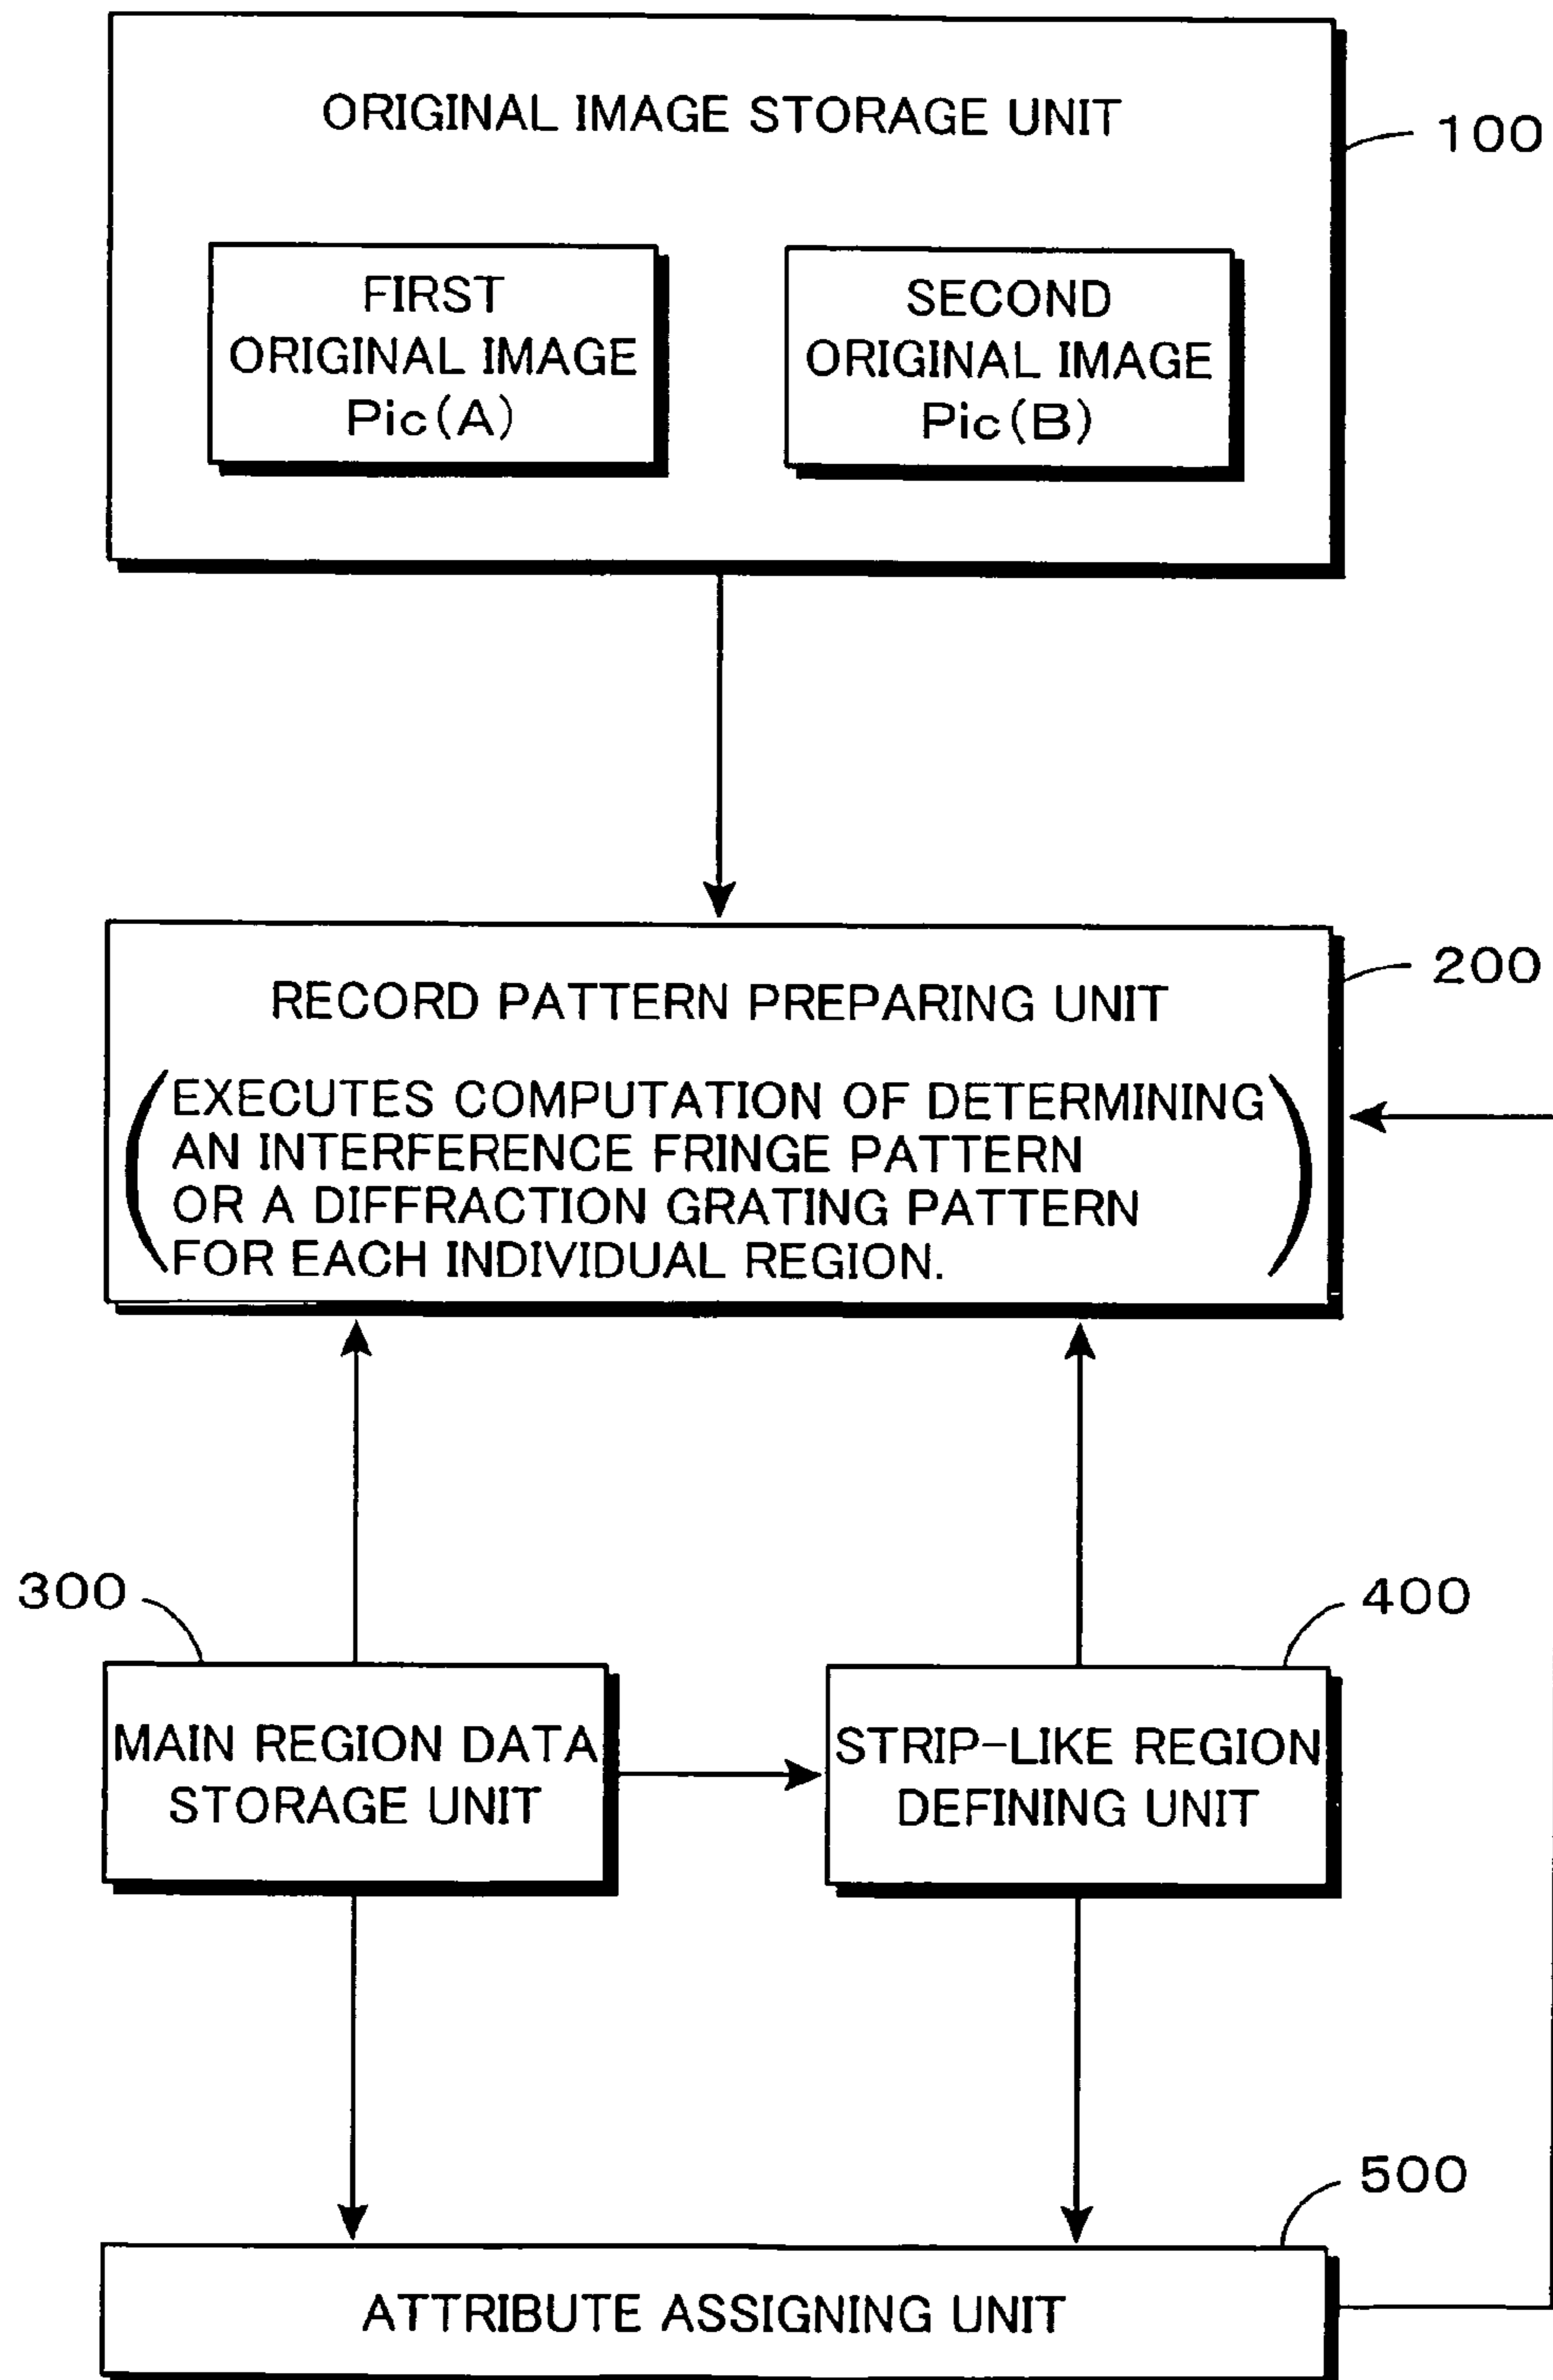 ORIGINAL IMAGE STORAGE UNIT
100
FIRST
ORIGINAL IMAGE
Pic(A)
SECOND
ORIGINAL IMAGE
Pic(B)
200
RECORD PATTERN PREPARING UNIT
EXECUTES COMPUTATION OF DETERMINING
AN INTERFERENCE FRINGE PATTERN
OR A DIFFRACTION GRATING PATTERN
FOR EACH INDIVIDUAL REGION.
300
400
MAIN REGION DATA
STORAGE UNIT
STRIP-LIKE REGION
DEFINING UNIT
500
ATTRIBUTE ASSIGNING UNIT